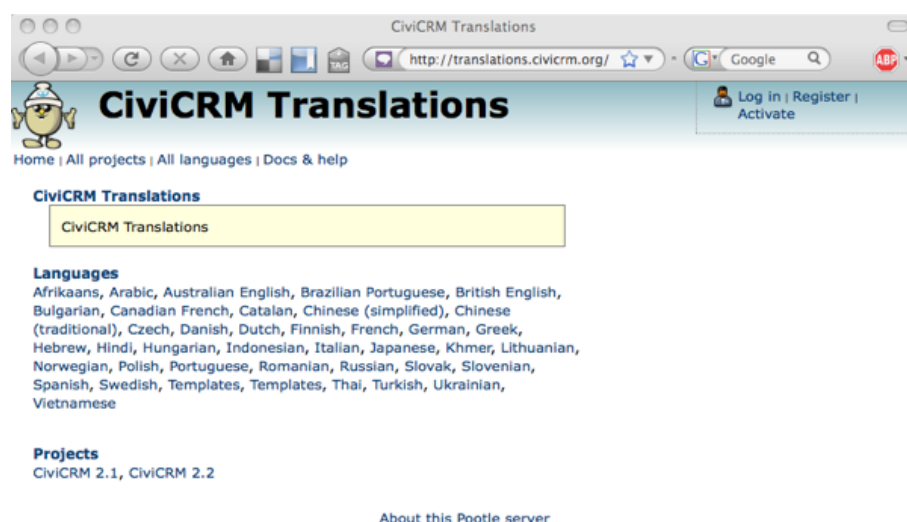 CiviCRM Translations
TAG
http://translations.civicrm.org/
G
Google
ABP
CiviCRM Translations
Log in | Register |
Activate
Home | All projects | All languages | Docs & help
CiviCRM Translations
CiviCRM Translations
Languages
Afrikaans, Arabic, Australian English, Brazilian Portuguese, British English,
Bulgarian, Canadian French, Catalan, Chinese (simplified), Chinese
(traditional), Czech, Danish, Dutch, Finnish, French, German, Greek,
Hebrew, Hindi, Hungarian, Indonesian, Italian, Japanese, Khmer, Lithuanian,
Norwegian, Polish, Portuguese, Romanian, Russian, Slovak, Slovenian,
Spanish, Swedish, Templates, Templates, Thai, Turkish, Ukrainian,
Vietnamese
Projects
CiviCRM 2.1, CiviCRM 2.2
About this Pootle server